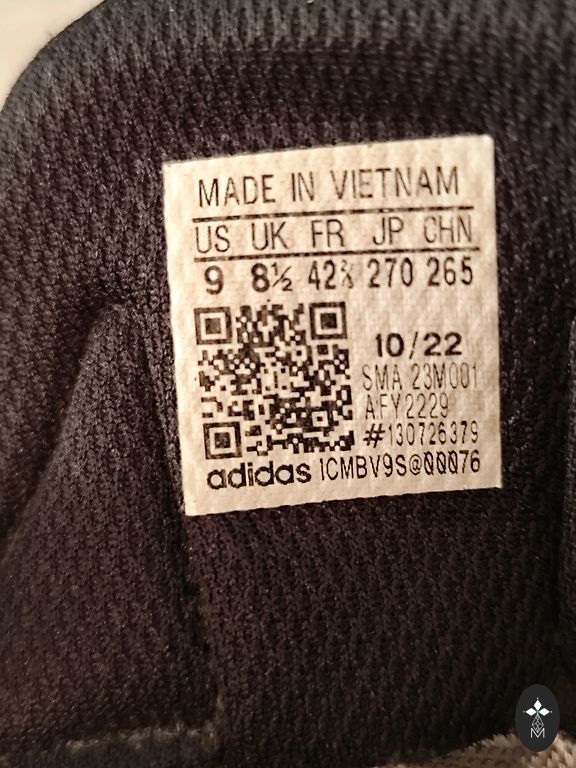 MADE IN VIETNAM
US UK FR JP CHN
9 8½ 42⅔ 270 265
10/22
SMA 23M001
AFY2229
#130726379
adidas 1CMBV9S@00076